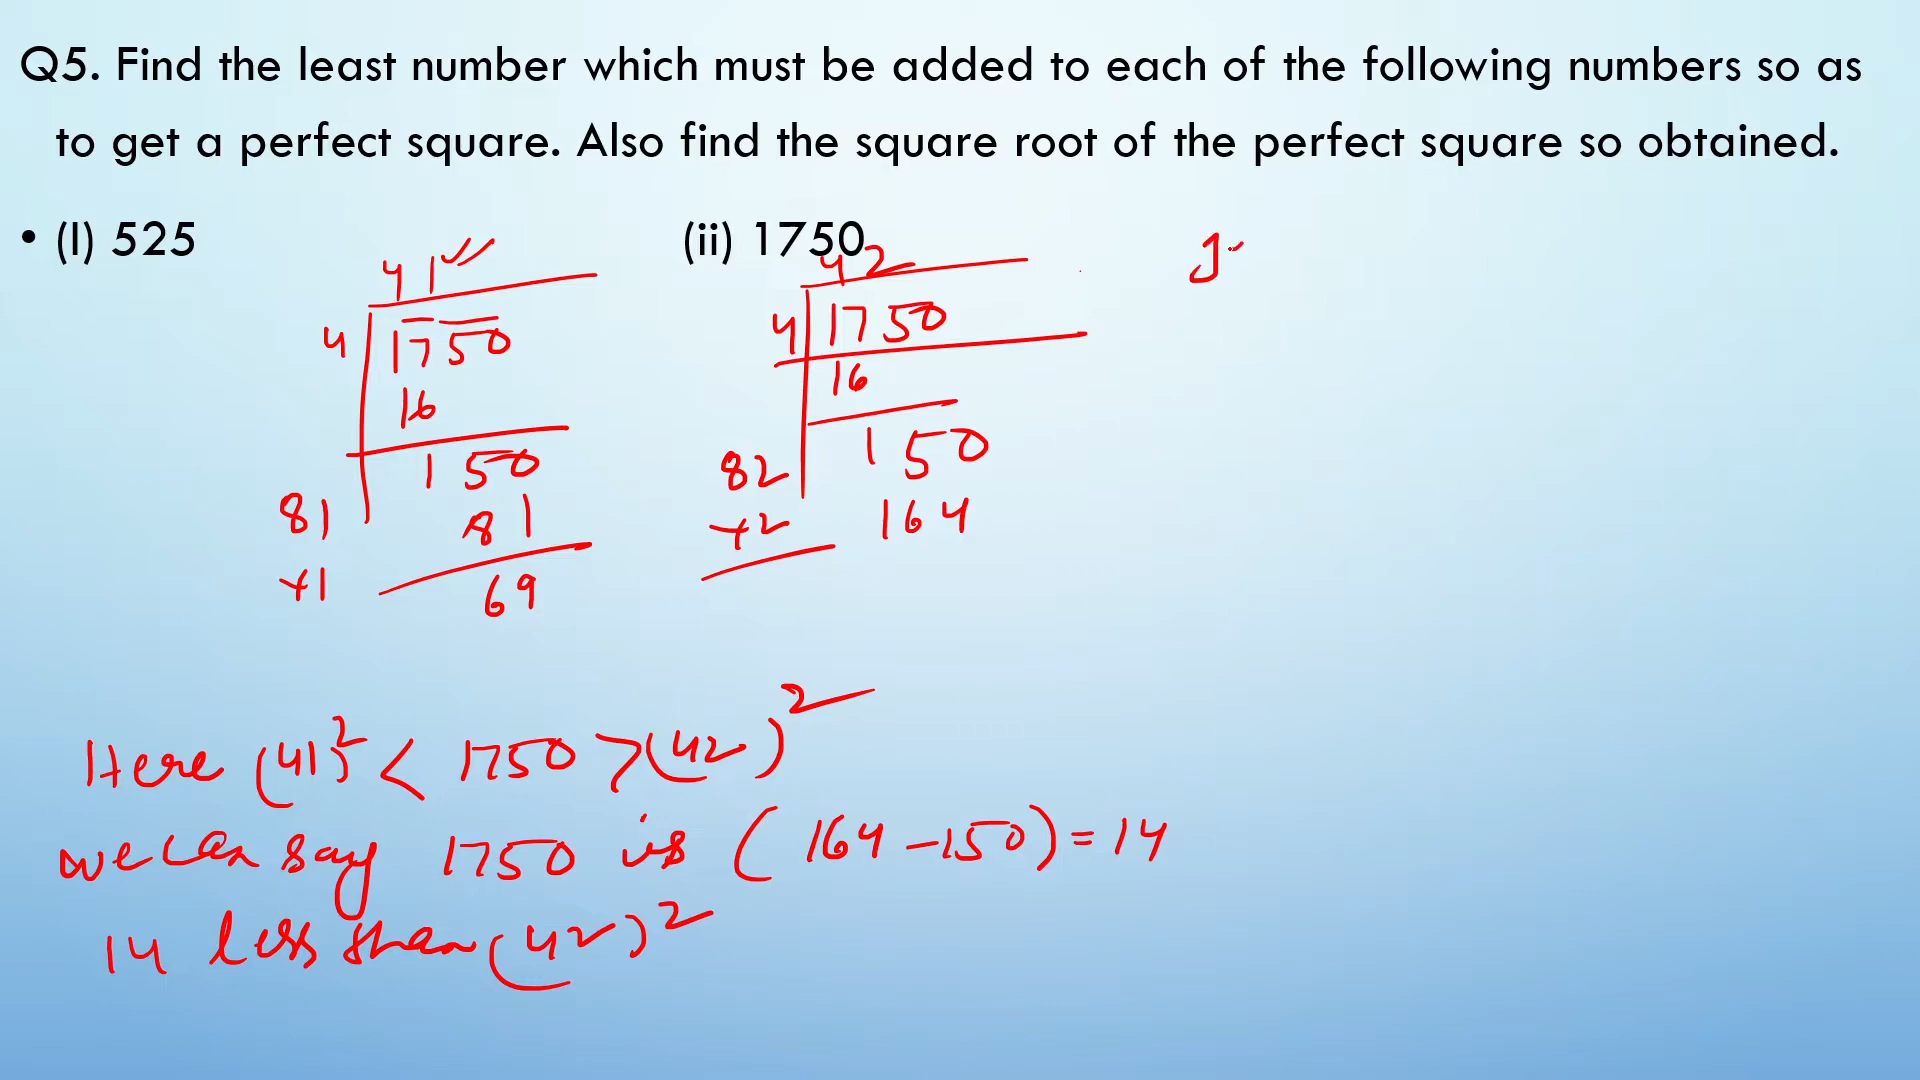 Q5. Find the least number which must be added to each of the following numbers so as
to get a perfect square. Also find the square root of the perfect square so obtained.
• (I) 525
(ii) 1750
41
4 1750
16
150
81 81
+1 69
42
4 1750
16
150
82
+2 164
Here (41)² < 1750 > (42)²
we can say 1750 is (164 - 150) = 14
14 less than (42)²